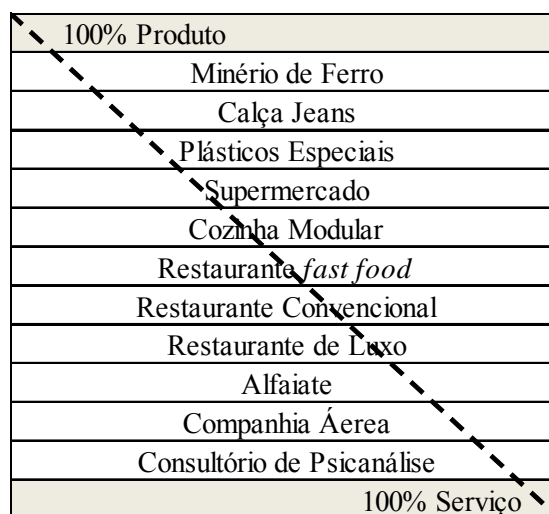 100% Produto
Minério de Ferro
Calça Jeans
Plásticos Especiais
Supermercado
Cozinha Modular
Restaurante fast food
Restaurante Convencional
Restaurante de Luxo
Alfaiate
Companhia Áerea
Consultório de Psicanálise
100% Serviço